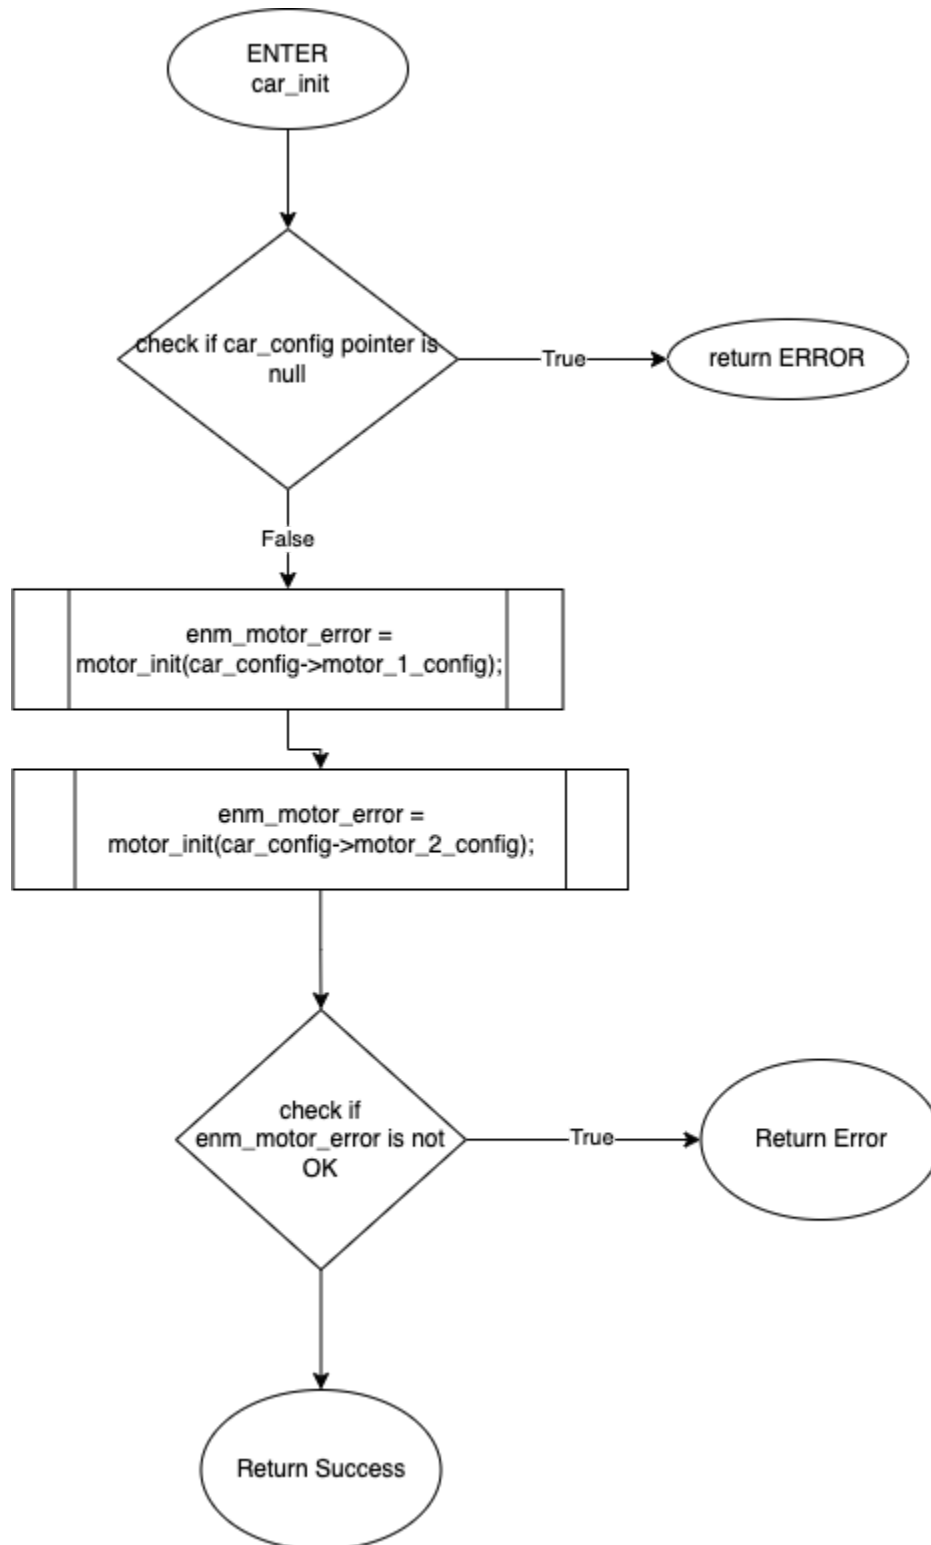 ENTER
car_init
check if car_config pointer is
null
True
return ERROR
False
enm_motor_error =
motor_init(car_config->motor_1_config);
enm_motor_error =
motor_init(car_config->motor_2_config);
check if
enm_motor_error is not
OK
True
Return Error
Return Success